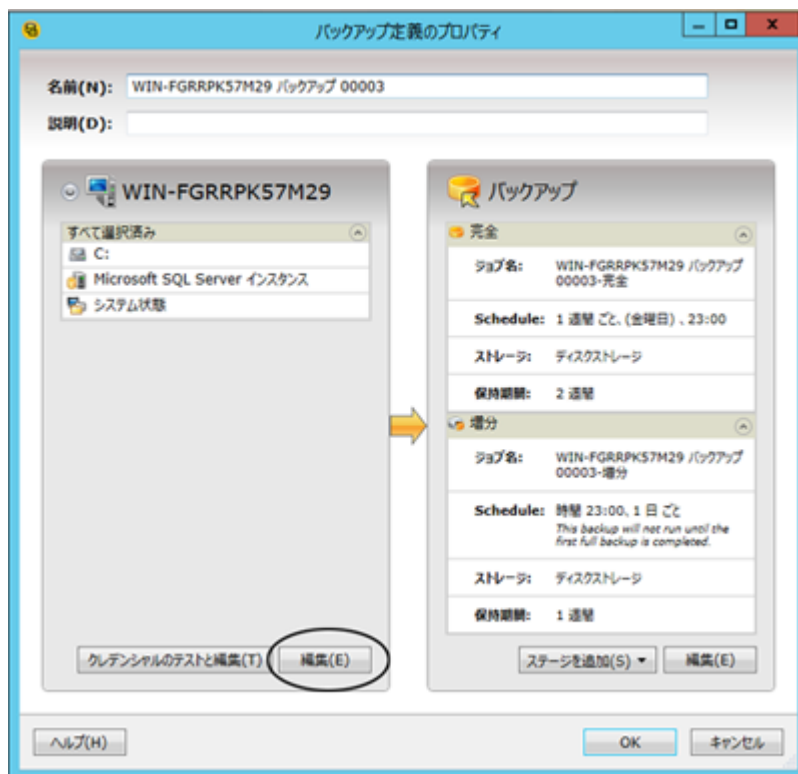 バックアップ定義のプロパティ
名前(N): WIN-FGRRPK57M29 バックアップ 00003
説明(D):
WIN-FGRRPK57M29
すべて選択済み
C:
Microsoft SQL Server インスタンス
システム状態
クレデンシャルのテストと編集(T)
編集(E)
バックアップ
完全
ジョブ名: WIN-FGRRPK57M29 バックアップ
00003-完全
Schedule: 1 週間 ごと、(金曜日) 、23:00
ストレージ: ディスクストレージ
保持期間: 2 週間
増分
ジョブ名: WIN-FGRRPK57M29 バックアップ
00003-増分
Schedule: 時間 23:00、1 日 ごと
This backup will not run until the
first full backup is completed.
ストレージ: ディスクストレージ
保持期間: 1 週間
ステージを追加(S)
編集(E)
ヘルプ(H)
OK
キャンセル